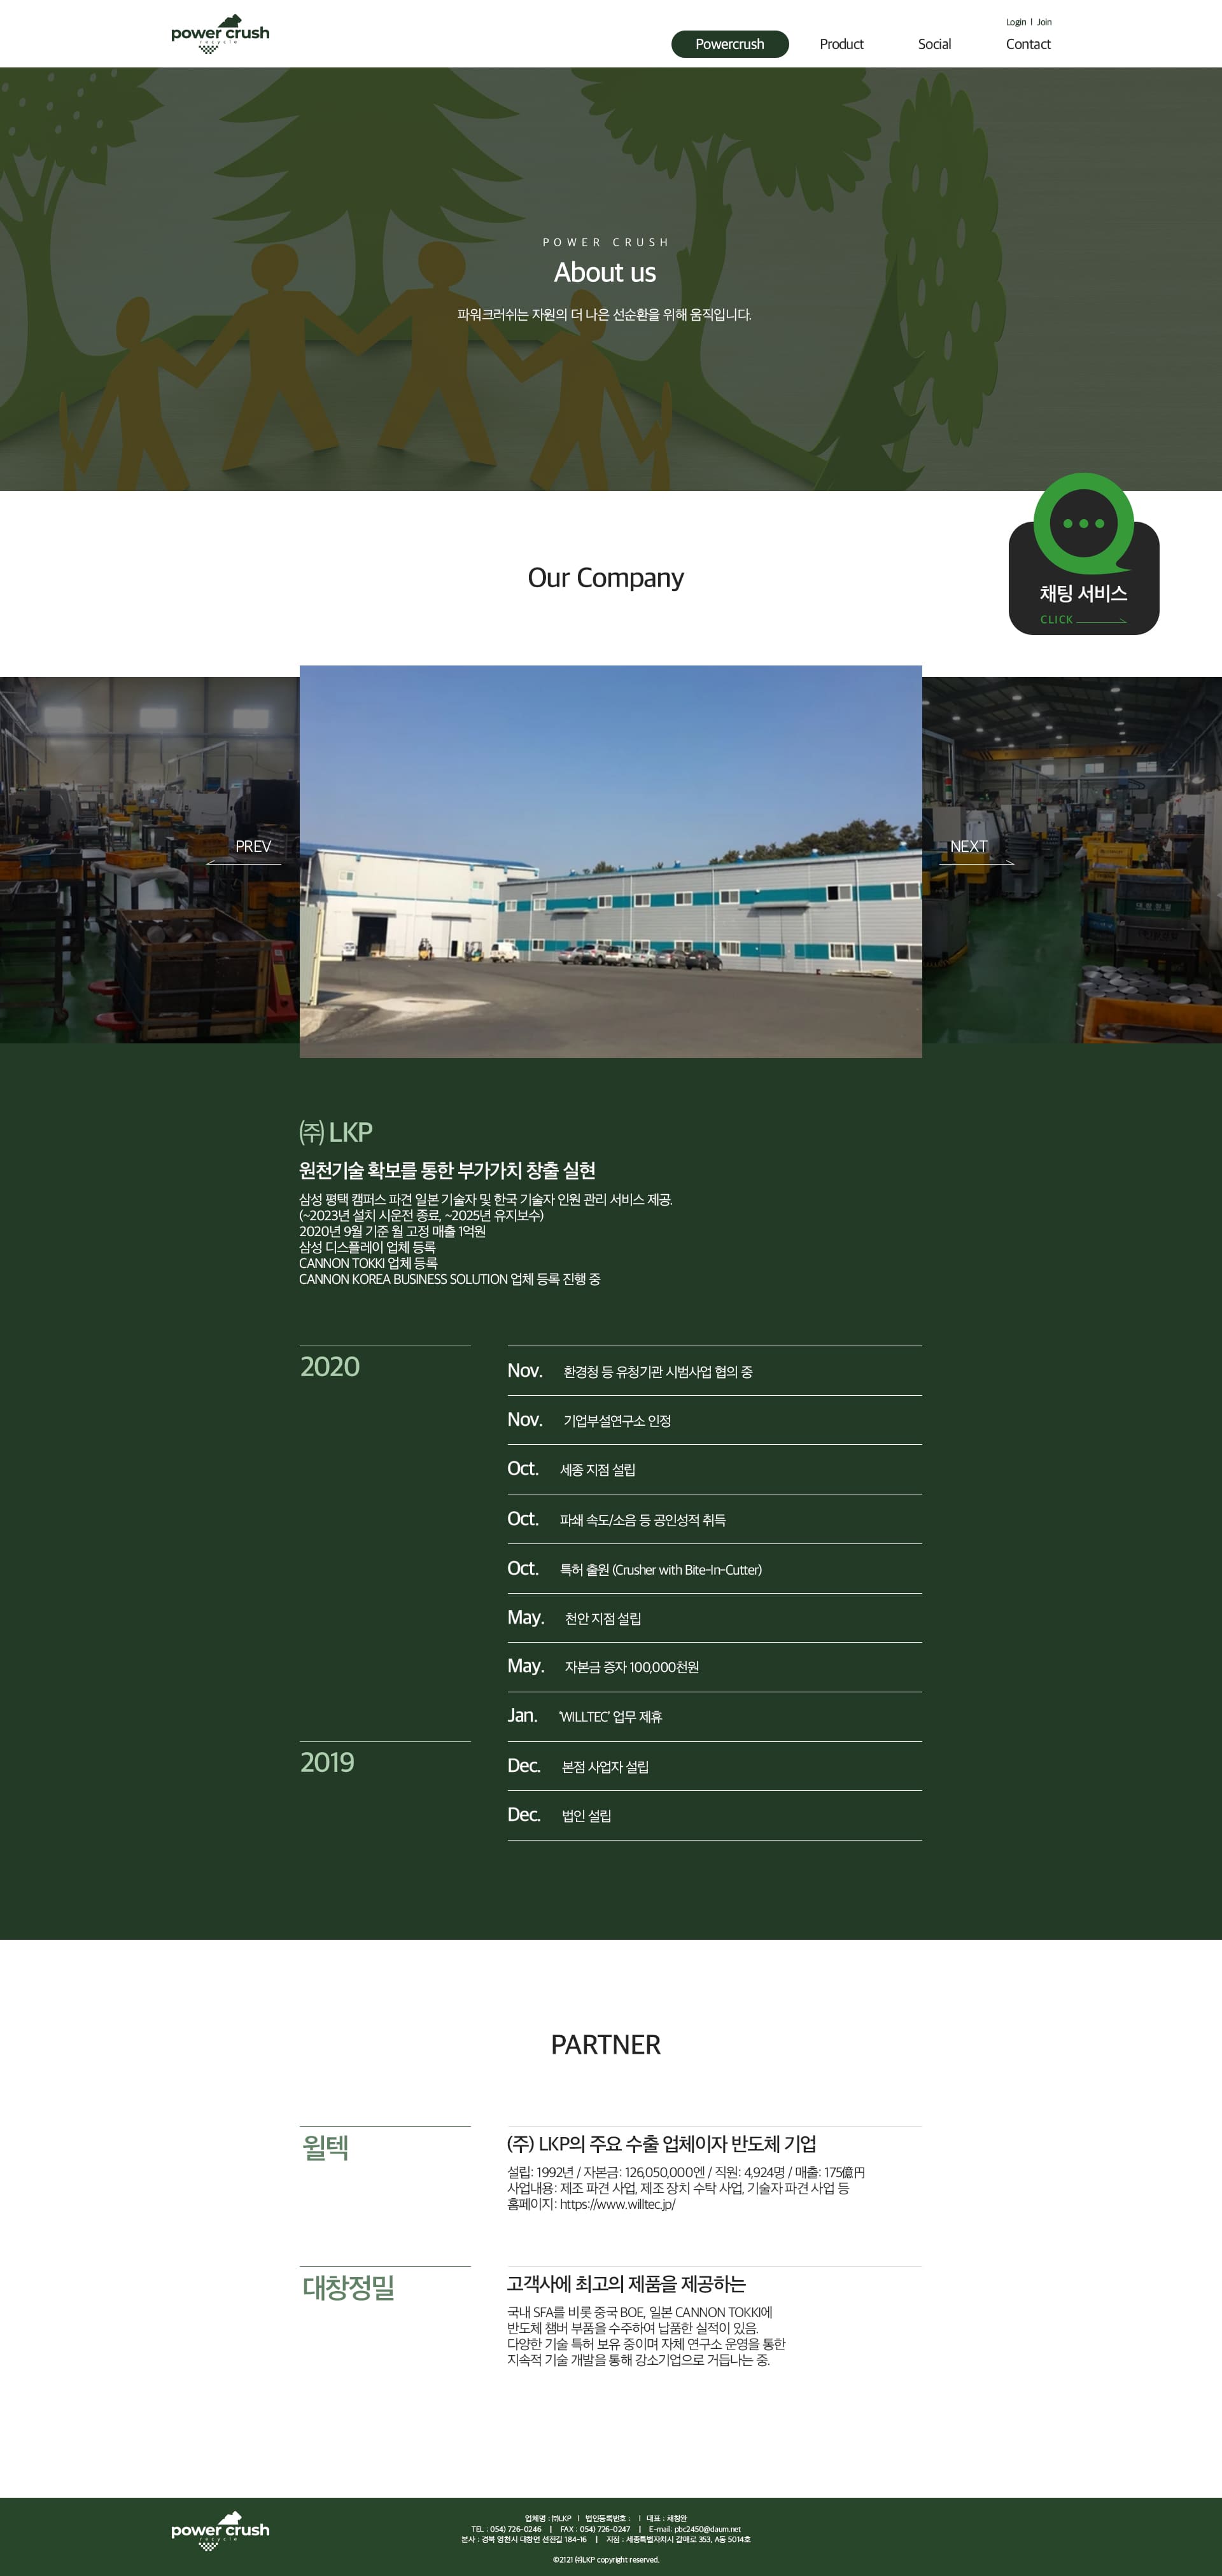 power crush
recycle
Login | Join
Powercrush Product Social Contact
POWER CRUSH
About us
파워크러쉬는 자원의 더 나은 선순환을 위해 움직입니다.
Our Company
채팅 서비스
CLICK
PREV
NEXT
대창정밀
㈜ LKP
원천기술 확보를 통한 부가가치 창출 실현
삼성 평택 캠퍼스 파견 일본 기술자 및 한국 기술자 인원 관리 서비스 제공.
(~2023년 설치 시운전 종료, ~2025년 유지보수)
2020년 9월 기준 월 고정 매출 1억원
삼성 디스플레이 업체 등록
CANNON TOKKI 업체 등록
CANNON KOREA BUSINESS SOLUTION 업체 등록 진행 중
2020
Nov. 환경청 등 유청기관 시범사업 협의 중
Nov. 기업부설연구소 인정
Oct. 세종 지점 설립
Oct. 파쇄 속도/소음 등 공인성적 취득
Oct. 특허 출원 (Crusher with Bite-In-Cutter)
May. 천안 지점 설립
May. 자본금 증자 100,000천원
Jan. 'WILLTEC' 업무 제휴
2019
Dec. 본점 사업자 설립
Dec. 법인 설립
PARTNER
윌텍
(주) LKP의 주요 수출 업체이자 반도체 기업
설립: 1992년 / 자본금: 126,050,000엔 / 직원: 4,924명 / 매출: 175億円
사업내용: 제조 파견 사업, 제조 장치 수탁 사업, 기술자 파견 사업 등
홈페이지: https://www.willtec.jp/
대창정밀
고객사에 최고의 제품을 제공하는
국내 SFA를 비롯 중국 BOE, 일본 CANNON TOKKI에
반도체 챔버 부품을 수주하여 납품한 실적이 있음.
다양한 기술 특허 보유 중이며 자체 연구소 운영을 통한
지속적 기술 개발을 통해 강소기업으로 거듭나는 중.
power crush
recycle
업체명 : ㈜LKP | 법인등록번호 : | 대표 : 채창완
TEL : 054) 726-0246 | FAX : 054) 726-0247 | E-mail: pbc2450@daum.net
본사 : 경북 영천시 대창면 선전길 184-16 | 지점 : 세종특별자치시 갈매로 353, A동 5014호
©2121 ㈜LKP copyright reserved.